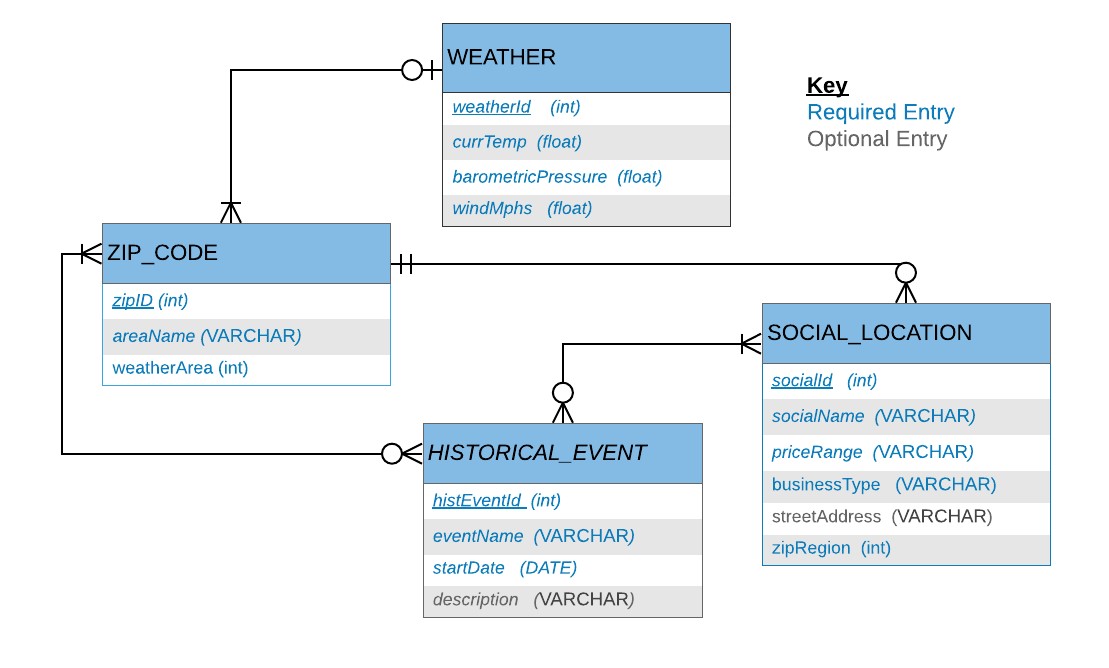 WEATHER
weatherId (int)
currTemp (float)
barometricPressure (float)
windMphs (float)
Key
Required Entry
Optional Entry
ZIP_CODE
zipID (int)
areaName (VARCHAR)
weatherArea (int)
SOCIAL_LOCATION
socialId (int)
socialName (VARCHAR)
priceRange (VARCHAR)
businessType (VARCHAR)
streetAddress (VARCHAR)
zipRegion (int)
HISTORICAL_EVENT
histEventId (int)
eventName (VARCHAR)
startDate (DATE)
description (VARCHAR)